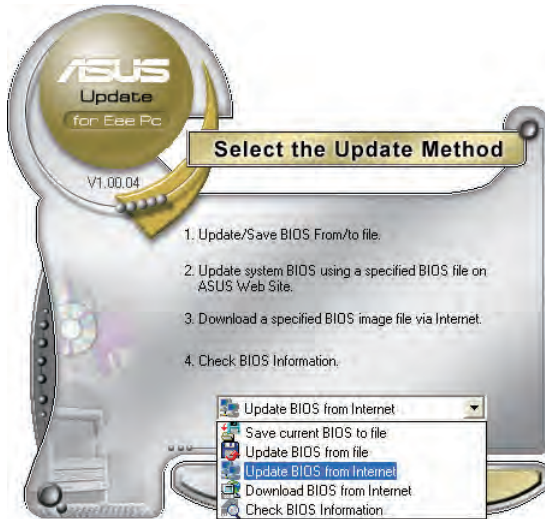 ASUS
Update
for Eee Pc
Select the Update Method
V1.00.04
1. Update/Save BIOS From/to file.
2. Update system BIOS using a specified BIOS file on
ASUS Web Site.
3. Download a specified BIOS image file via Internet.
4. Check BIOS Information.
Update BIOS from Internet
Save current BIOS to file
Update BIOS from file
Update BIOS from Internet
Download BIOS from Internet
Check BIOS Information